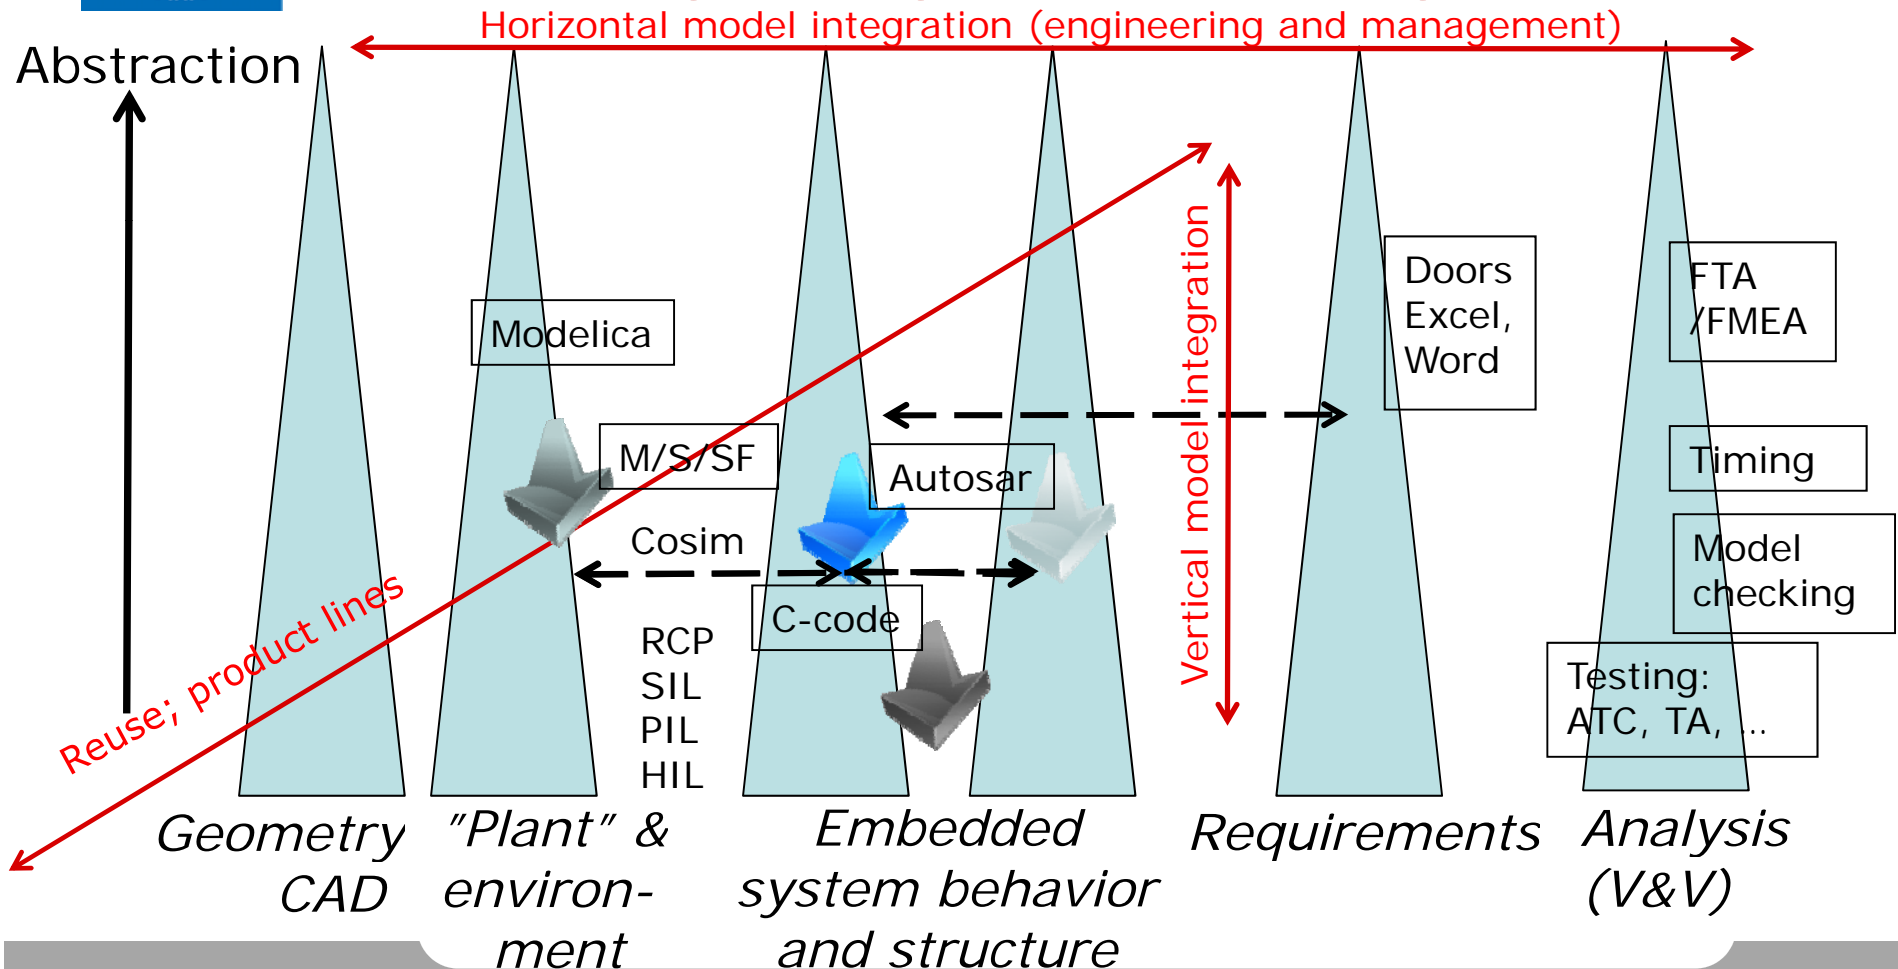 Horizontal model integration (engineering and management)
Abstraction
Modelica
M/S/SF
Autosar
Doors
Excel,
Word
FTA
/FMEA
Timing
Model
checking
Testing:
ATC, TA, ...
Cosim
C-code
RCP
SIL
PIL
HIL
Vertical model integration
Reuse; product lines
Geometry
CAD
"Plant" &
environ-
ment
Embedded
system behavior
and structure
Requirements
Analysis
(V&V)